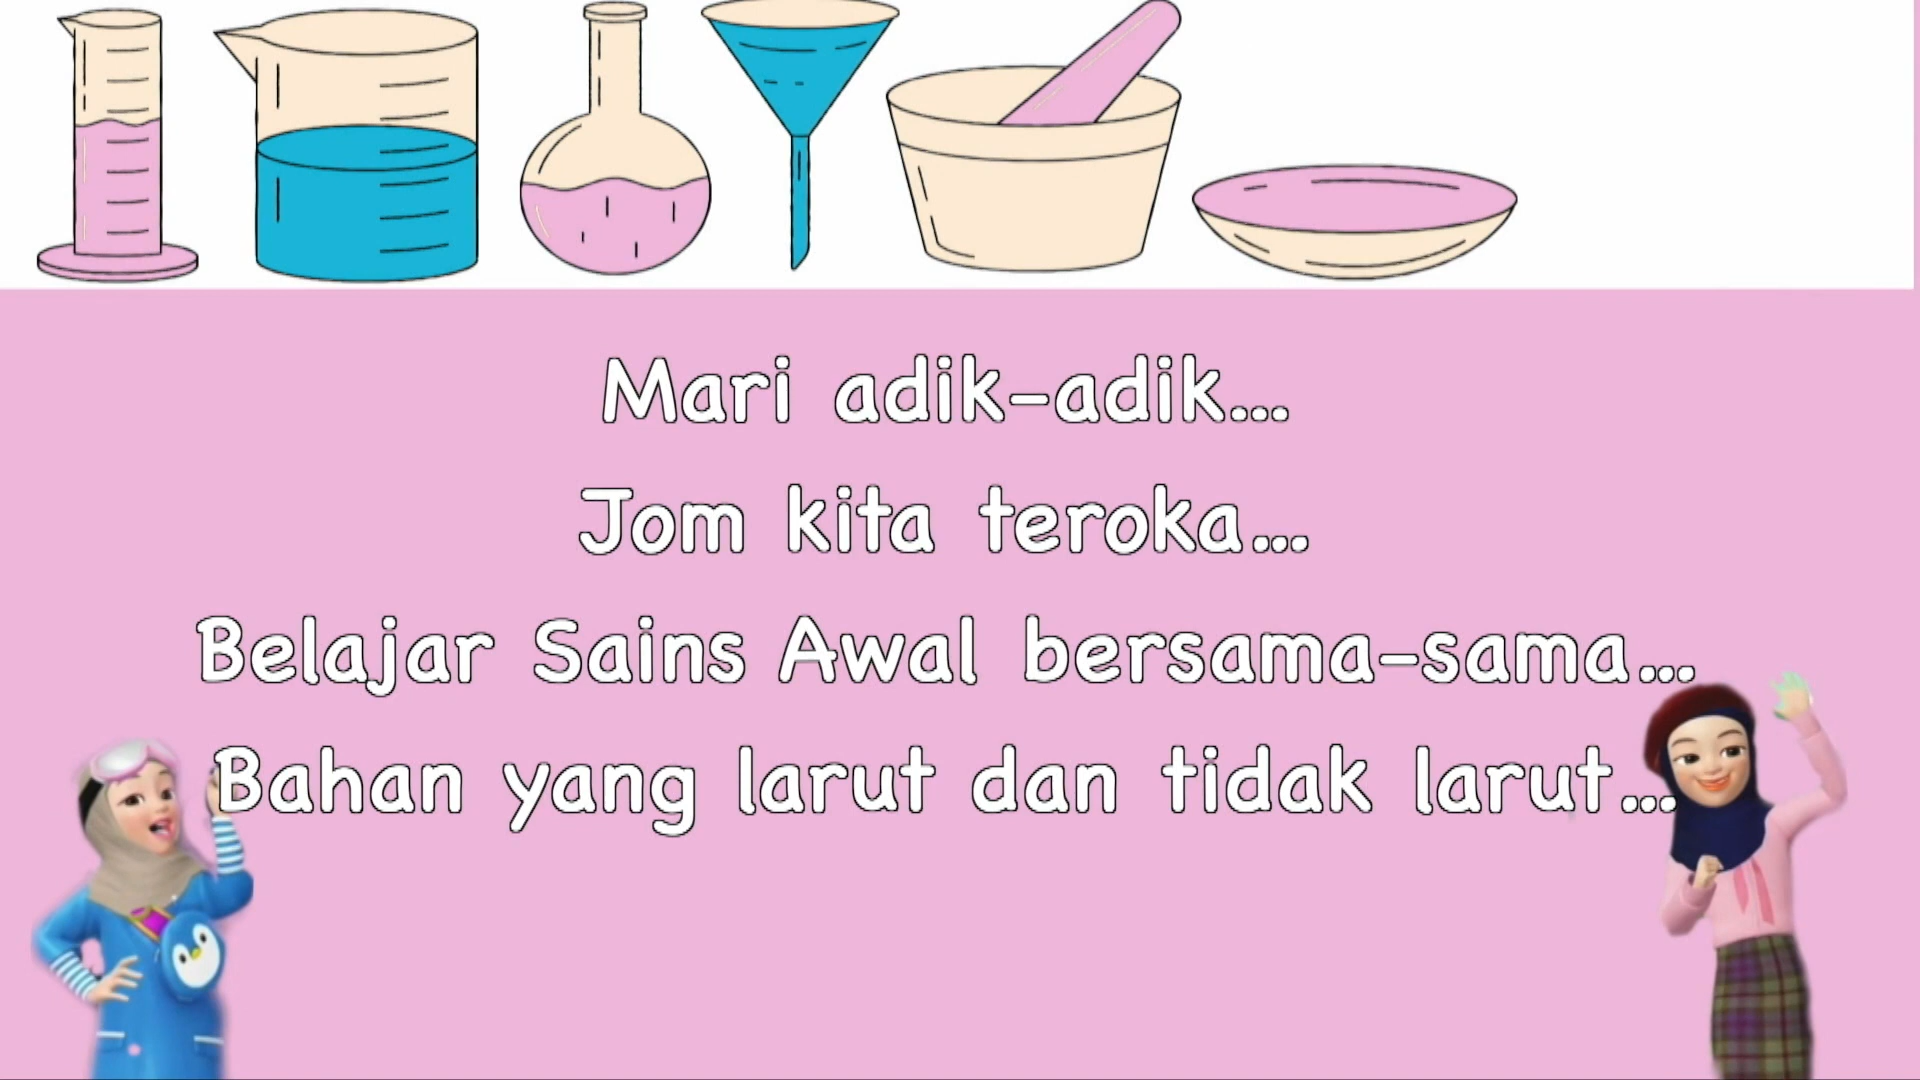 Mari adik-adik...
Jom kita teroka...
Belajar Sains Awal bersama-sama...
Bahan yang larut dan tidak larut...